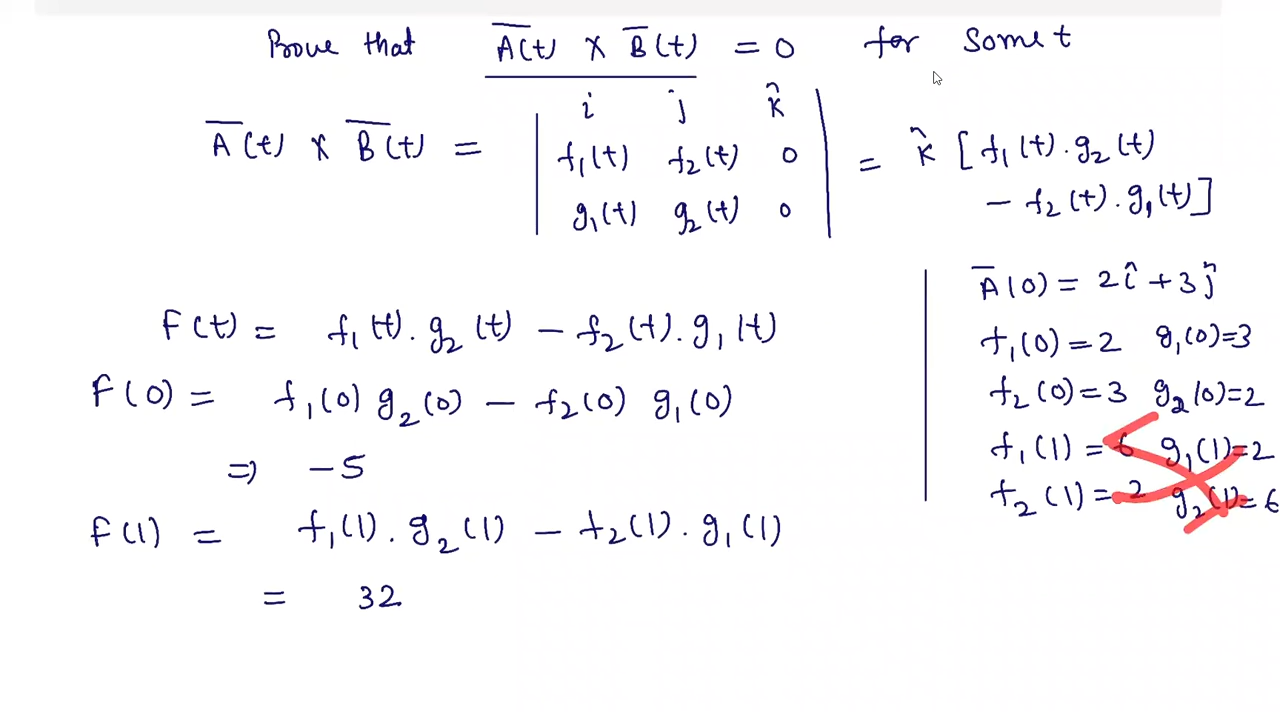 Prove that A̅(t) × B̅(t) = 0 for some t
i j k̂
A̅(t) × B̅(t) = | f₁(t) f₂(t) 0 | = k̂ [f₁(t).g₂(t)
g₁(t) g₂(t) 0
− f₂(t).g₁(t)]
F(t) = f₁(t).g₂(t) − f₂(t).g₁(t)
F(0) = f₁(0) g₂(0) − f₂(0) g₁(0)
⇒ −5
F(1) = f₁(1).g₂(1) − f₂(1).g₁(1)
= 32
A̅(0) = 2î + 3ĵ
f₁(0)=2 g₁(0)=3
f₂(0)=3 g₂(0)=2
f₁(1)=6 g₁(1)=2
f₂(1)=2 g₂(1)=6